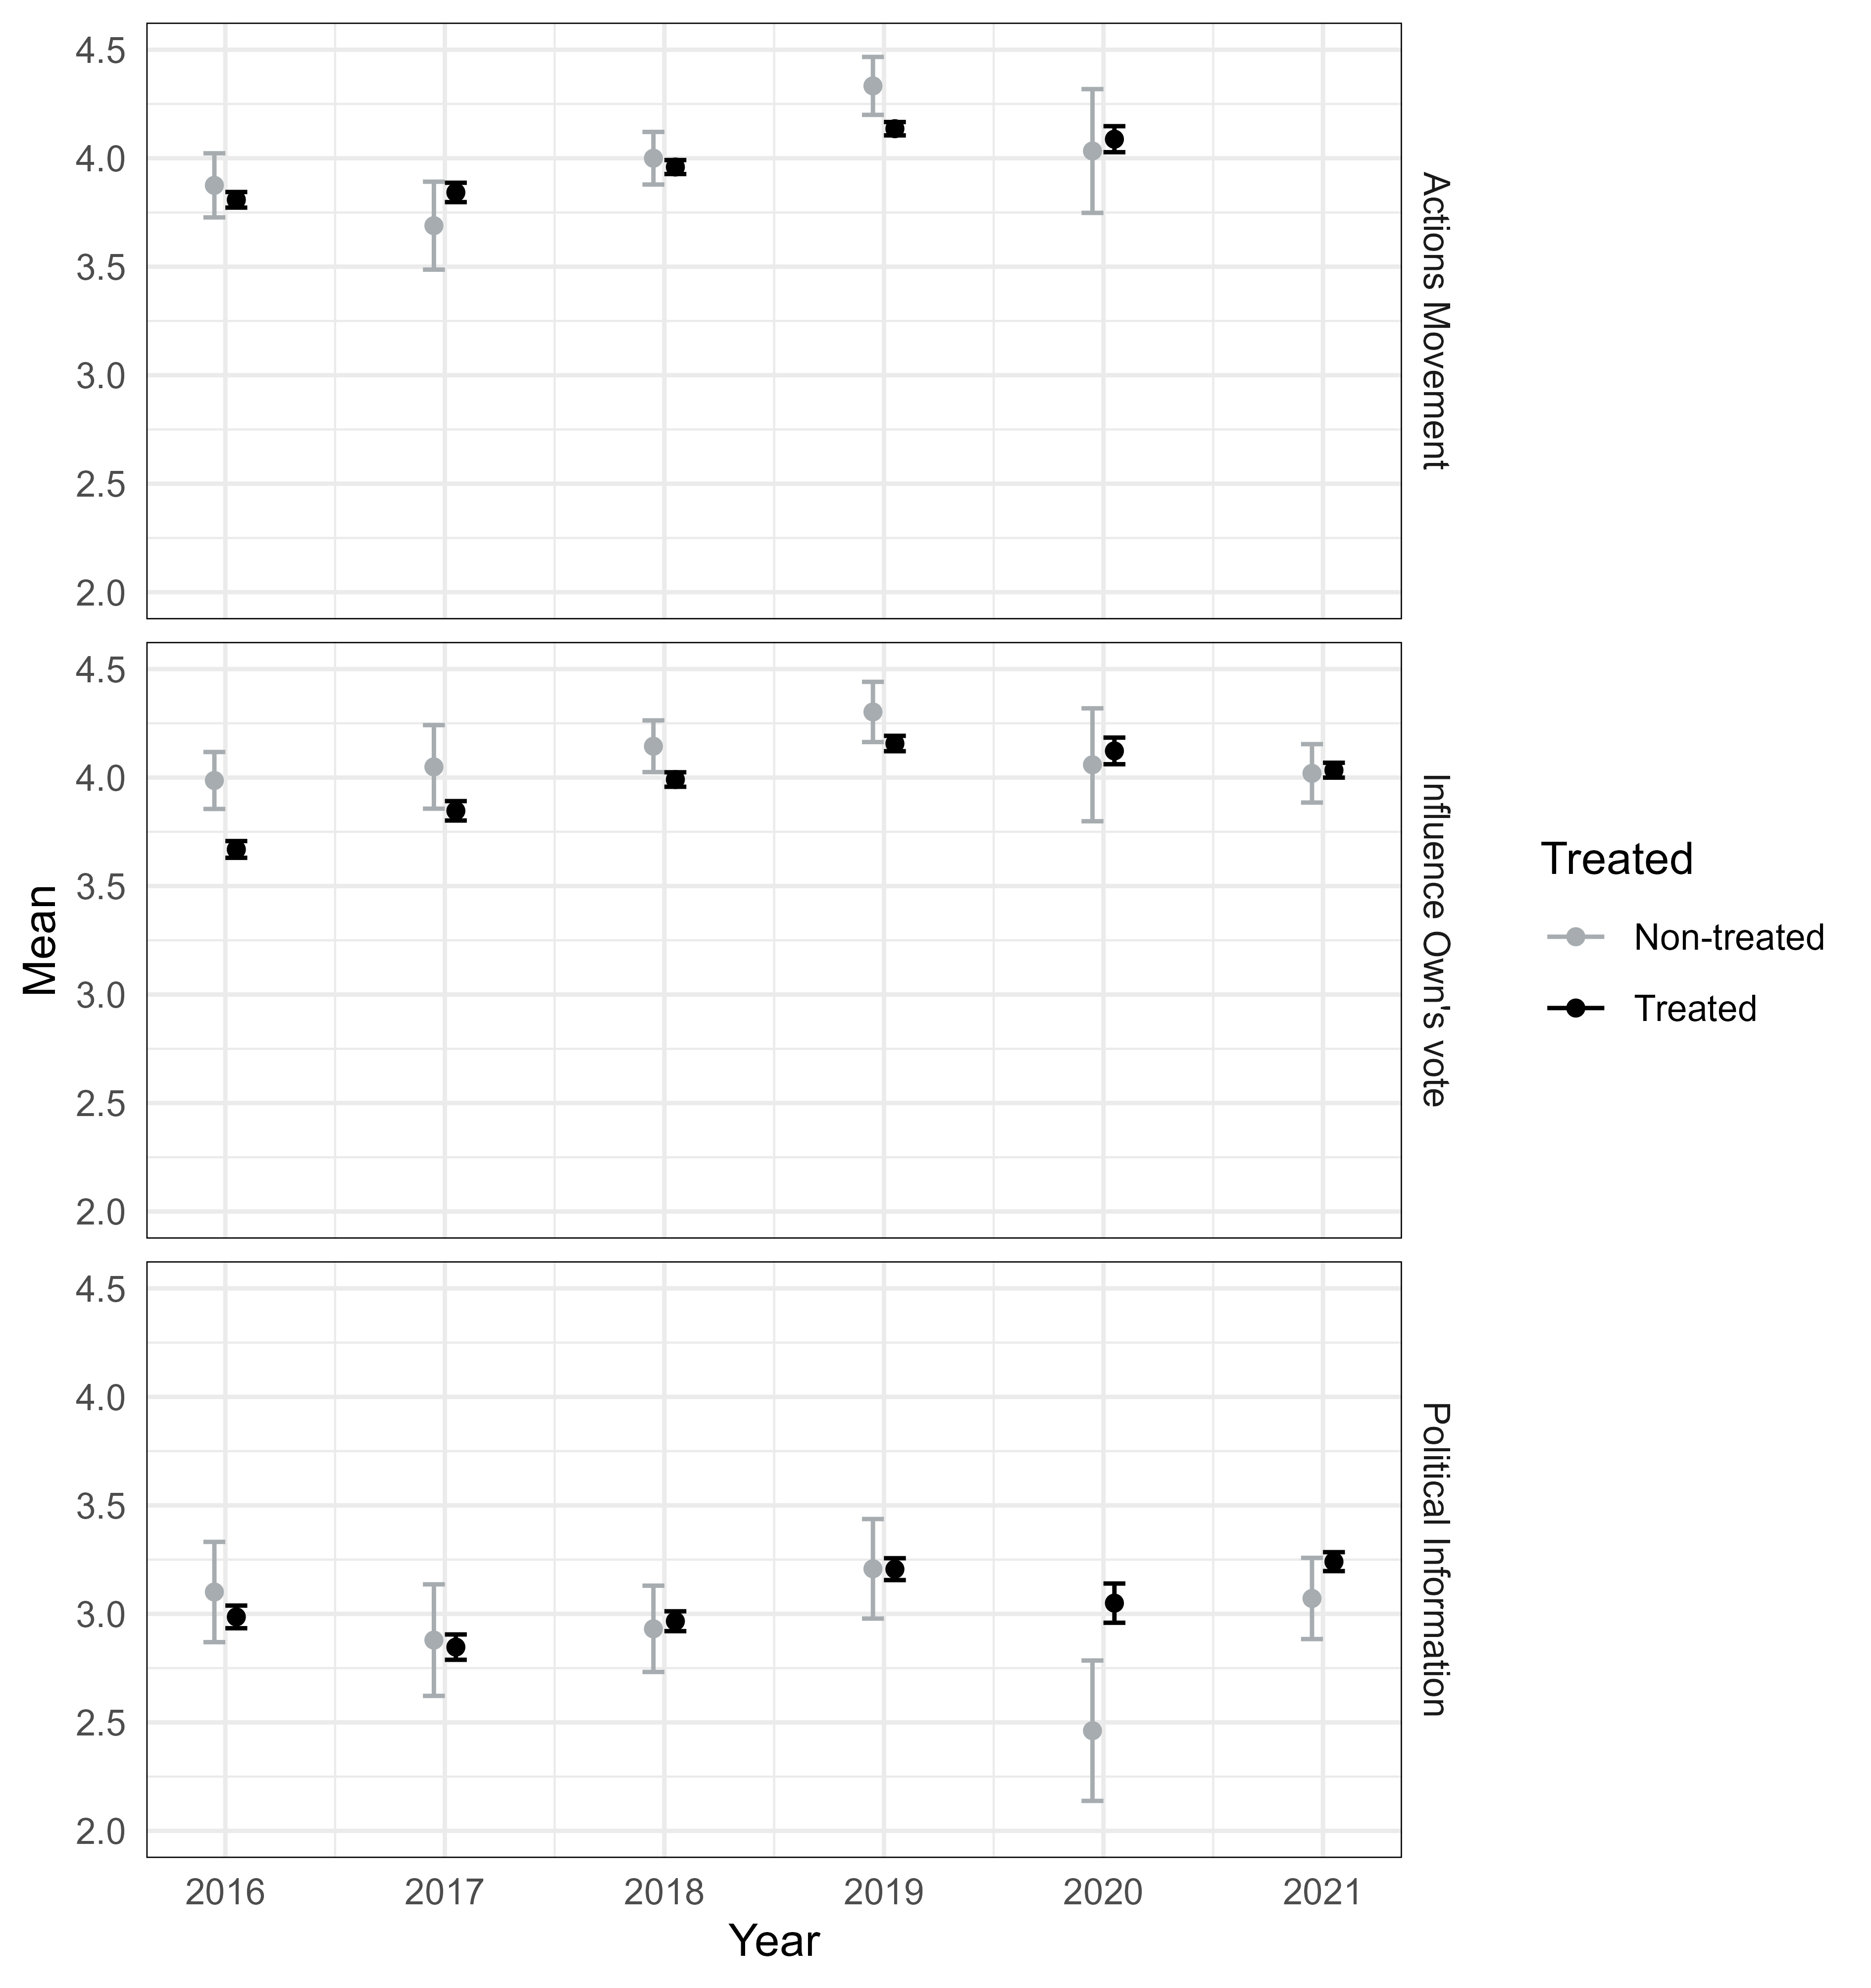 4.5
4.0
3.5
3.0
2.5
2.0
Actions Movement
4.5
4.0
3.5
3.0
2.5
2.0
Influence Own's vote
4.5
4.0
3.5
3.0
2.5
2.0
Political Information
Mean
2016 2017 2018 2019 2020 2021
Year
Treated
Non-treated
Treated